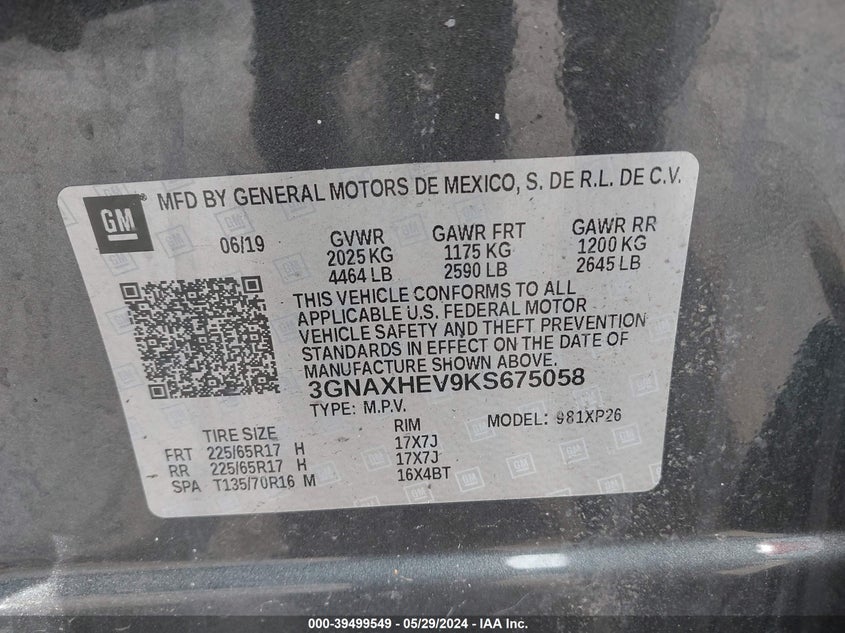 GM ® MFD BY GENERAL MOTORS DE MEXICO, S. DE R.L. DE C.V.
06/19 GVWR GAWR FRT GAWR RR
2025 KG 1175 KG 1200 KG
4464 LB 2590 LB 2645 LB
THIS VEHICLE CONFORMS TO ALL
APPLICABLE U.S. FEDERAL MOTOR
VEHICLE SAFETY AND THEFT PREVENTION
STANDARDS IN EFFECT ON THE DATE OF
MANUFACTURE SHOWN ABOVE.
3GNAXHEV9KS675058
TYPE: M.P.V. MODEL: 981XP26
TIRE SIZE RIM
FRT 225/65R17 H 17X7J
RR 225/65R17 H 17X7J
SPA T135/70R16 M 16X4BT
000-39499549 - 05/29/2024 - IAA Inc.